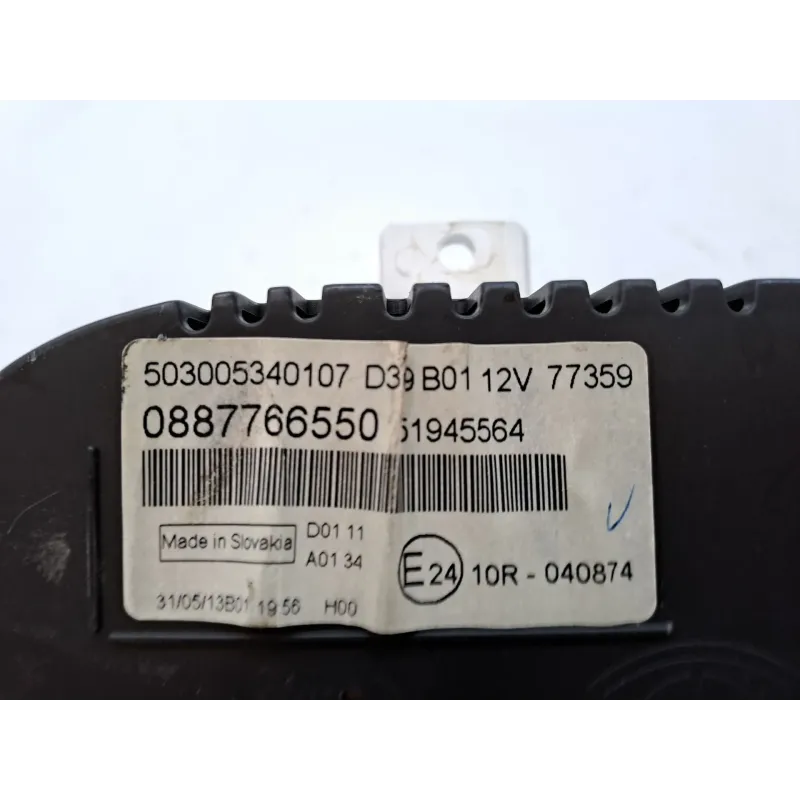 503005340107 D39 B01 12V 77359
0887766550 51945564
Made in Slovakia
D01 11
A01 34
E24 10R - 040874
31/05/13B01 19 56 H00